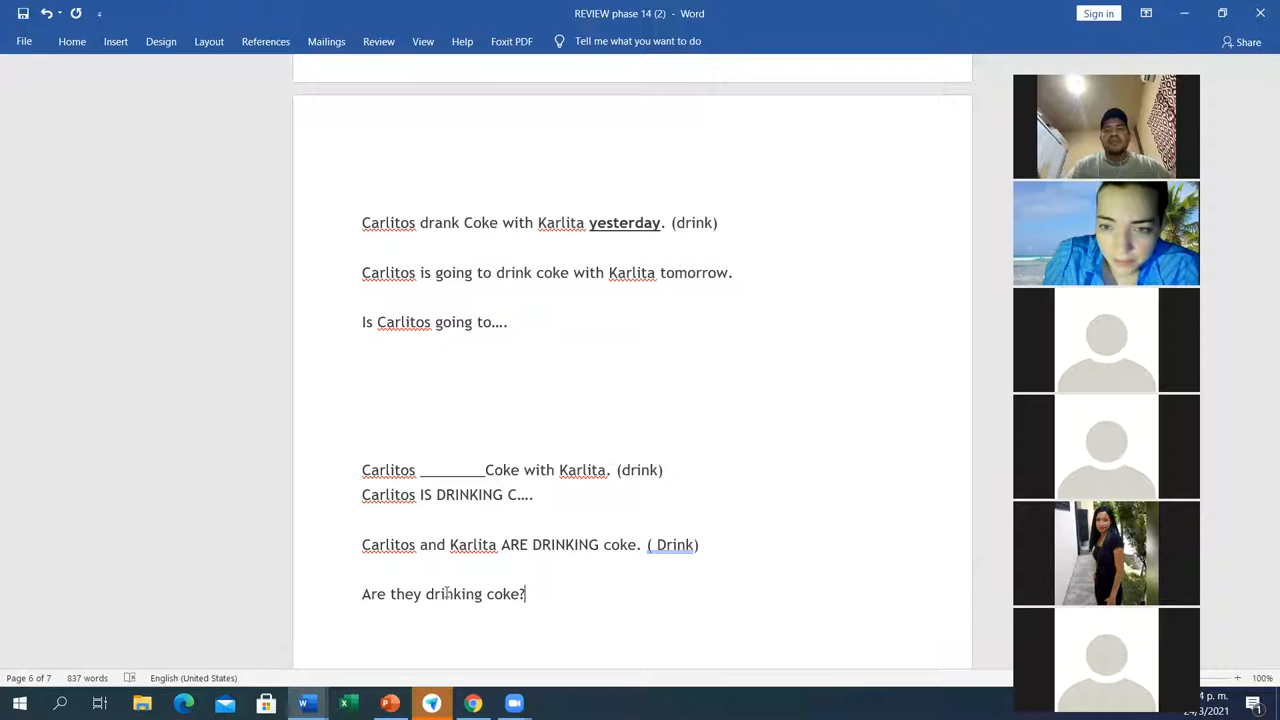 REVIEW phase 14 (2) - Word
Sign in
File Home Insert Design Layout References Mailings Review View Help Foxit PDF Tell me what you want to do Share
Carlitos drank Coke with Karlita yesterday. (drink)
Carlitos is going to drink coke with Karlita tomorrow.
Is Carlitos going to....
Carlitos ________Coke with Karlita. (drink)
Carlitos IS DRINKING C....
Carlitos and Karlita ARE DRINKING coke. ( Drink)
Are they drinking coke?
Page 6 of 7 837 words English (United States) 100%
4 p. m.